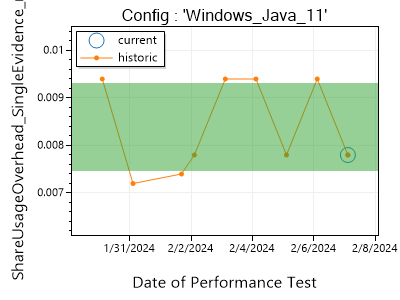 Config : 'Windows_Java_11'
current
historic
0.01
0.009
0.008
0.007
ShareUsageOverhead_SingleEvidence_
1/31/2024
2/2/2024
2/4/2024
2/6/2024
2/8/2024
Date of Performance Test